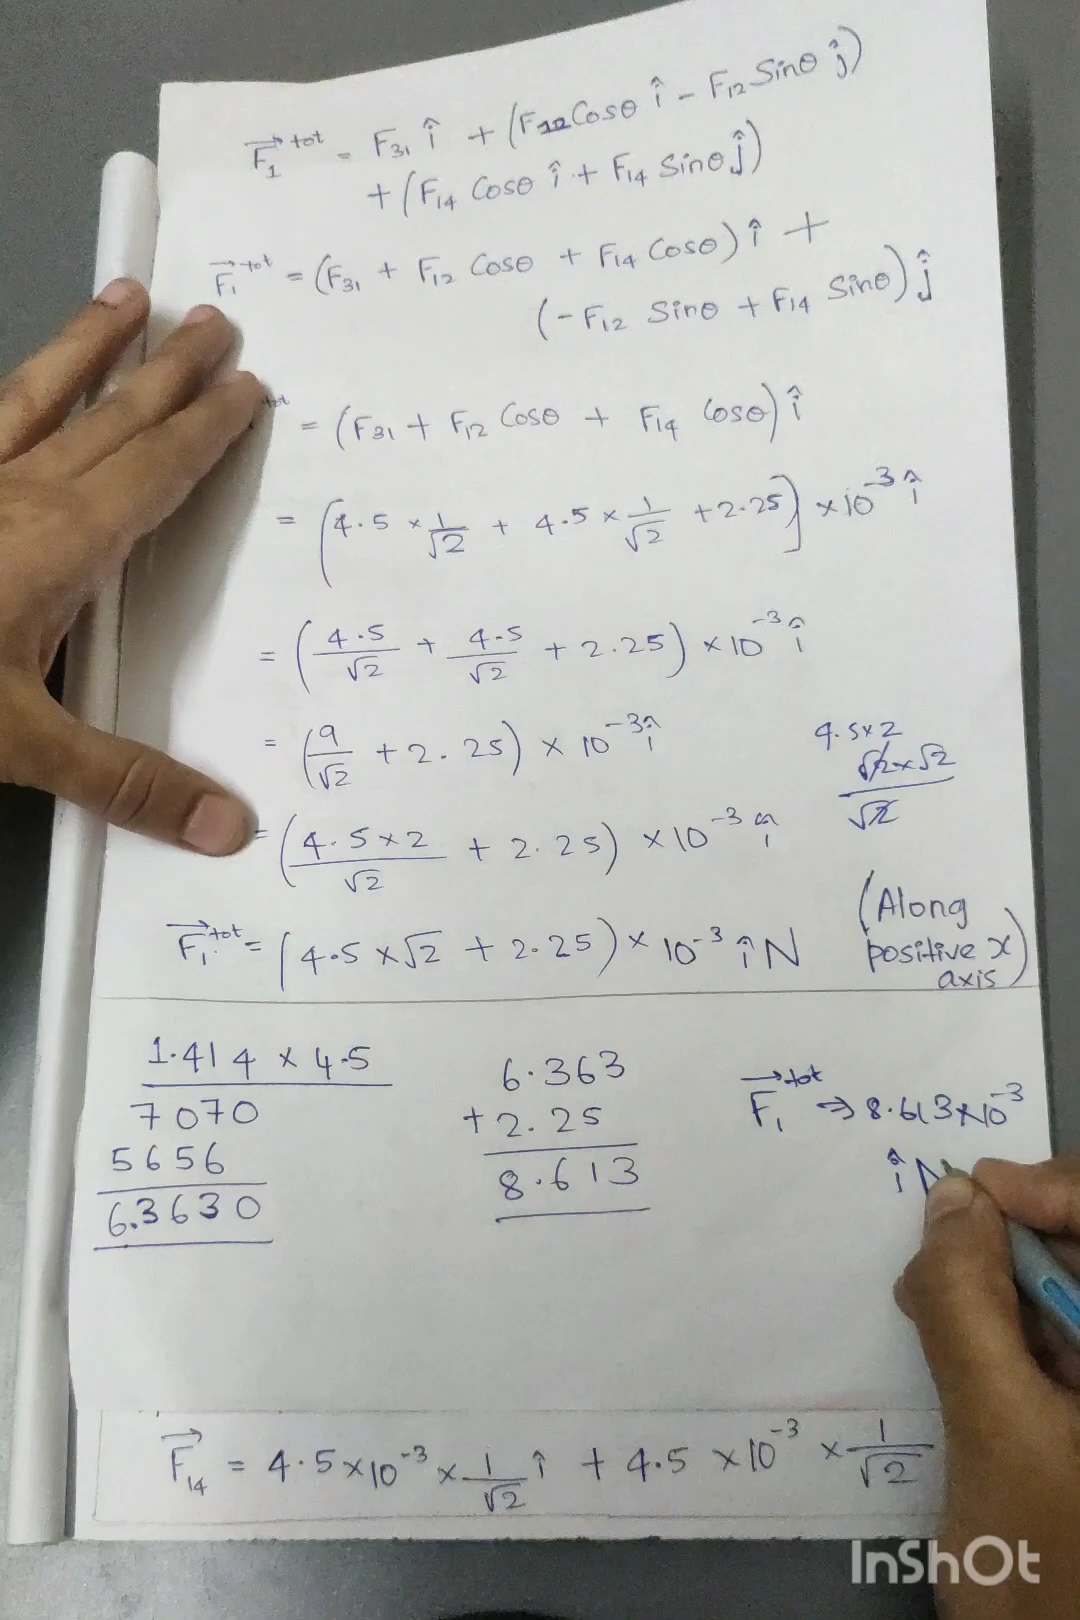 F₁⃗ᵗᵒᵗ = F₃₁ î + (F₁₂Cosθ î - F₁₂ Sinθ ĵ)
+ (F₁₄ Cosθ î + F₁₄ Sinθ ĵ)
F₁⃗ᵗᵒᵗ = (F₃₁ + F₁₂ Cosθ + F₁₄ Cosθ) î +
(-F₁₂ Sinθ + F₁₄ Sinθ) ĵ
ᵗᵒᵗ = (F₃₁ + F₁₂ Cosθ + F₁₄ Cosθ) î
= [4.5 × 1/√2 + 4.5 × 1/√2 + 2.25] × 10⁻³ î
= (4.5/√2 + 4.5/√2 + 2.25) × 10⁻³ î
= (9/√2 + 2.25) × 10⁻³ î
4.5×2
√2×√2
√2
= (4.5×2/√2 + 2.25) × 10⁻³ î
F₁⃗ᵗᵒᵗ = (4.5 × √2 + 2.25) × 10⁻³ î N
(Along
positive x
axis)
1.414 × 4.5
7070
5656
6.3630
6.363
+ 2.25
8.613
F₁⃗ᵗᵒᵗ ⇒ 8.613×10⁻³
î N
F₁₄⃗ = 4.5×10⁻³ × 1/√2 î + 4.5 ×10⁻³ × 1/√2
InShOt